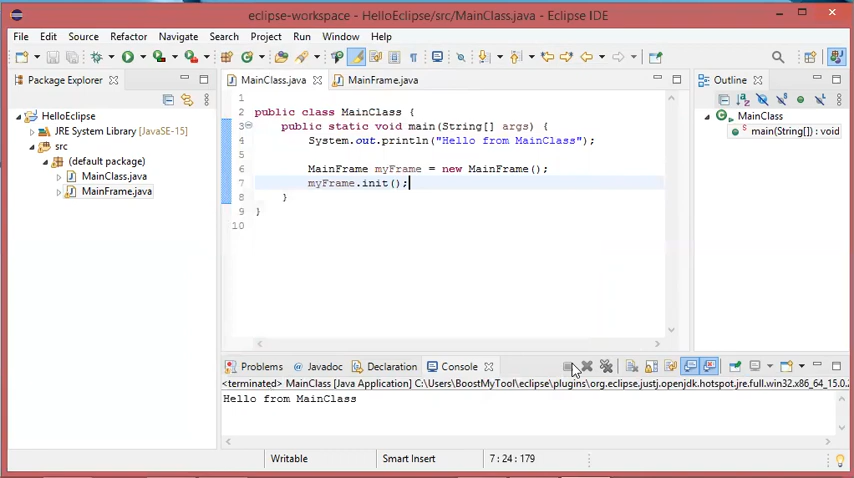 eclipse-workspace - HelloEclipse/src/MainClass.java - Eclipse IDE
File Edit Source Refactor Navigate Search Project Run Window Help
Package Explorer
HelloEclipse
JRE System Library [JavaSE-15]
src
(default package)
MainClass.java
MainFrame.java
MainClass.java MainFrame.java
1
2 public class MainClass {
3 public static void main(String[] args) {
4 System.out.println("Hello from MainClass");
5
6 MainFrame myFrame = new MainFrame();
7 myFrame.init();
8 }
9 }
10
Outline
MainClass
main(String[]) : void
Problems Javadoc Declaration Console
<terminated> MainClass [Java Application] C:\Users\BoostMyTool\eclipse\plugins\org.eclipse.justj.openjdk.hotspot.jre.full.win32.x86_64_15.0.
Hello from MainClass
Writable Smart Insert 7 : 24 : 179